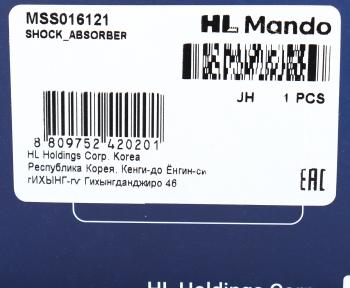 MSS016121
SHOCK_ABSORBER
HL Mando
JH 1 PCS
8 809752 420201
HL Holdings Corp. Korea
Республика Корея, Кенги-до Ёнгин-си
гИХЫНГ-гу Гихынгданджиро 46
EAC
HL Holdings Corp